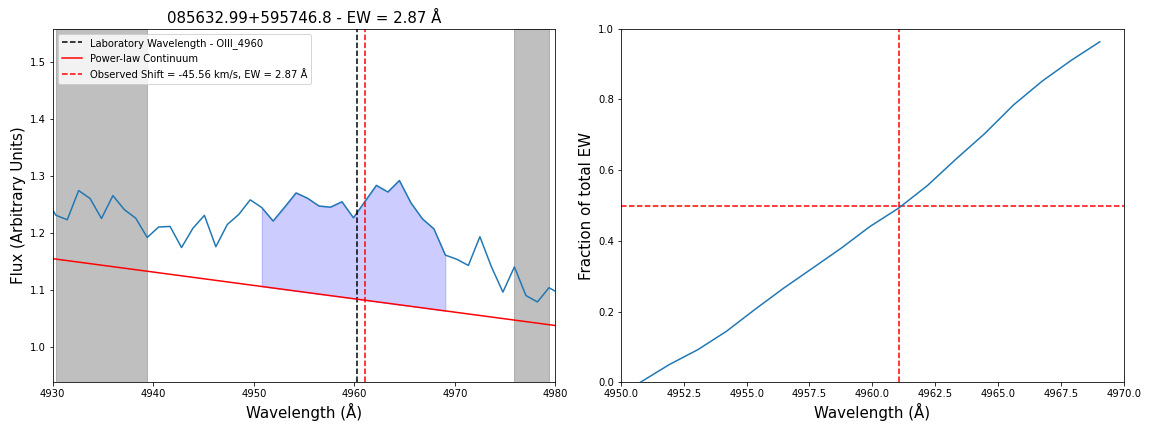 085632.99+595746.8 - EW = 2.87 Å
Laboratory Wavelength - OIII_4960
Power-law Continuum
Observed Shift = -45.56 km/s, EW = 2.87 Å
Flux (Arbitrary Units)
1.5
1.4
1.3
1.2
1.1
1.0
4930 4940 4950 4960 4970 4980
Wavelength (Å)
Fraction of total EW
1.0
0.8
0.6
0.4
0.2
0.0
4950.0 4952.5 4955.0 4957.5 4960.0 4962.5 4965.0 4967.5 4970.0
Wavelength (Å)